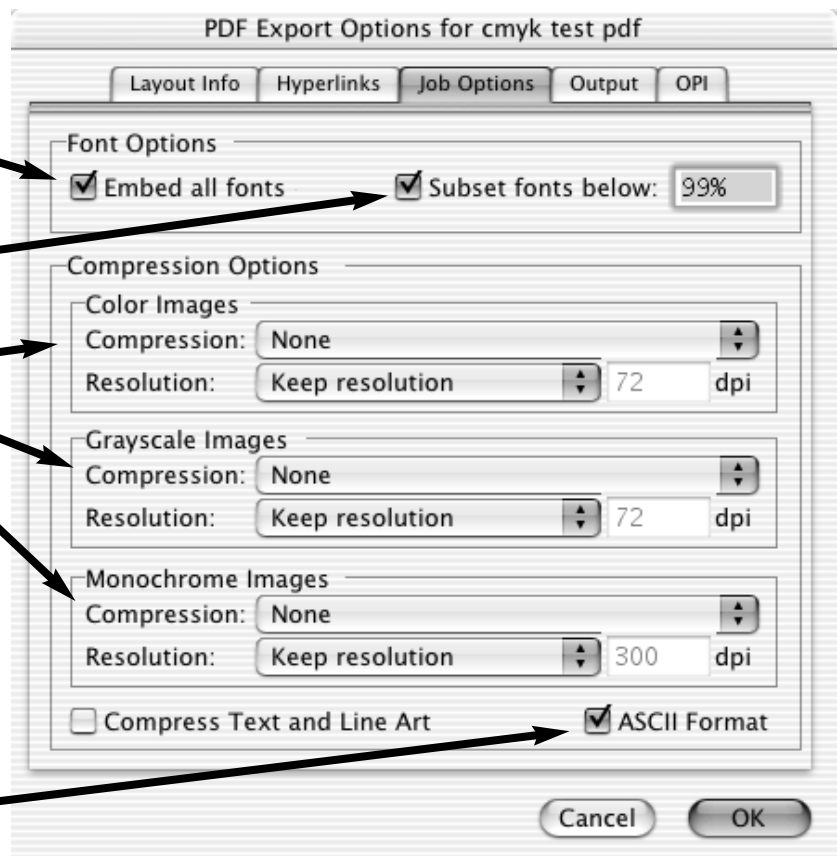 PDF Export Options for cmyk test pdf
Layout Info Hyperlinks Job Options Output OPI
Font Options
Embed all fonts Subset fonts below: 99%
Compression Options
Color Images
Compression: None
Resolution: Keep resolution 72 dpi
Grayscale Images
Compression: None
Resolution: Keep resolution 72 dpi
Monochrome Images
Compression: None
Resolution: Keep resolution 300 dpi
Compress Text and Line Art ASCII Format
Cancel OK